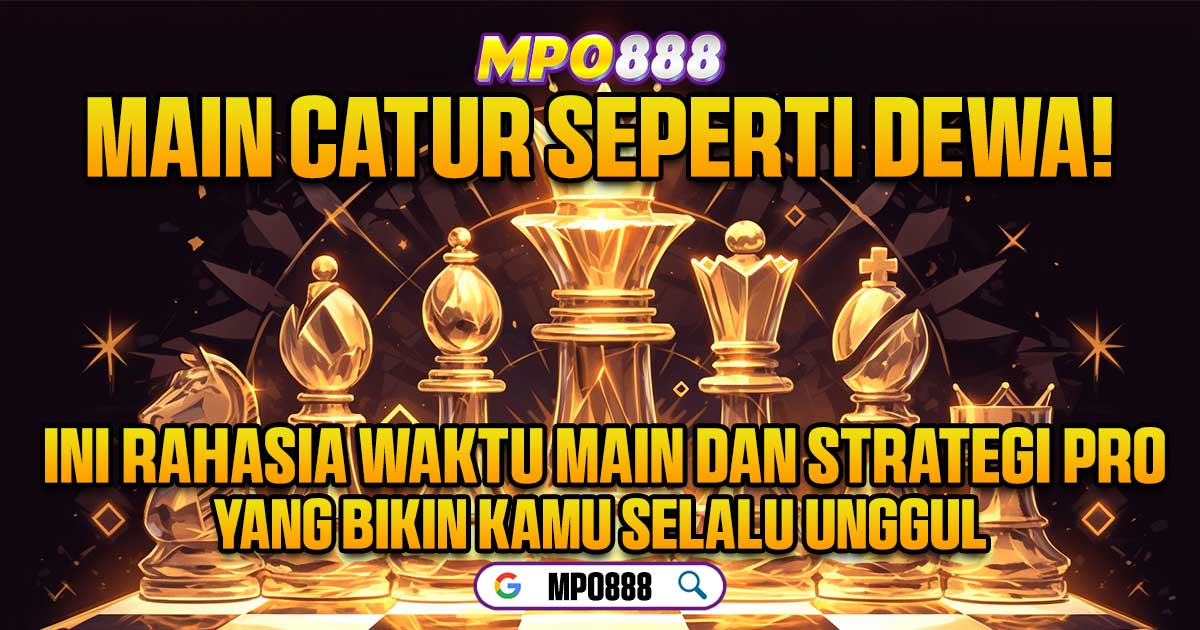 MPO888
MAIN CATUR SEPERTI DEWA!
INI RAHASIA WAKTU MAIN DAN STRATEGI PRO
YANG BIKIN KAMU SELALU UNGGUL
G MPO888